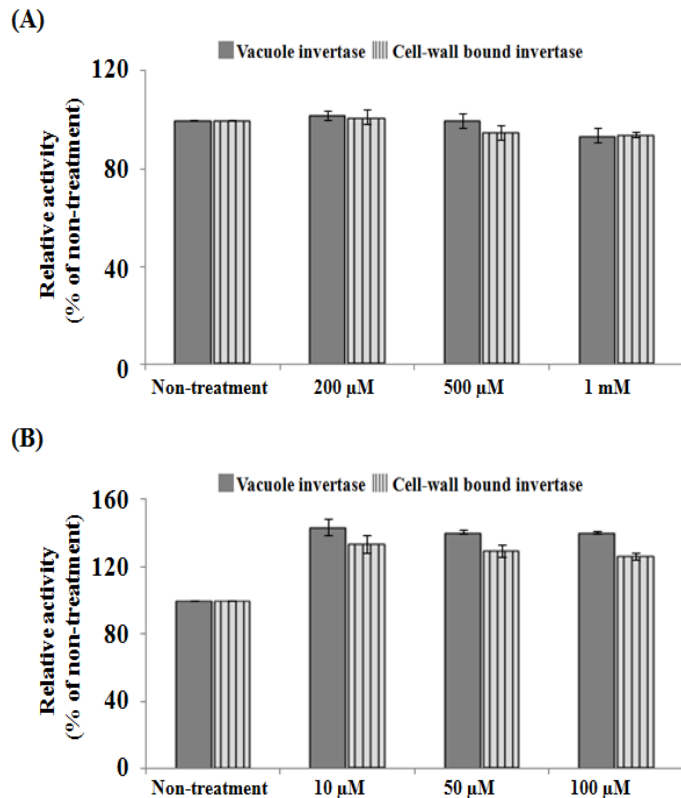 (A)
Vacuole invertase Cell-wall bound invertase
120
80
40
0
Relative activity
(% of non-treatment)
Non-treatment 200 µM 500 µM 1 mM
(B)
Vacuole invertase Cell-wall bound invertase
160
120
80
40
0
Relative activity
(% of non-treatment)
Non-treatment 10 µM 50 µM 100 µM